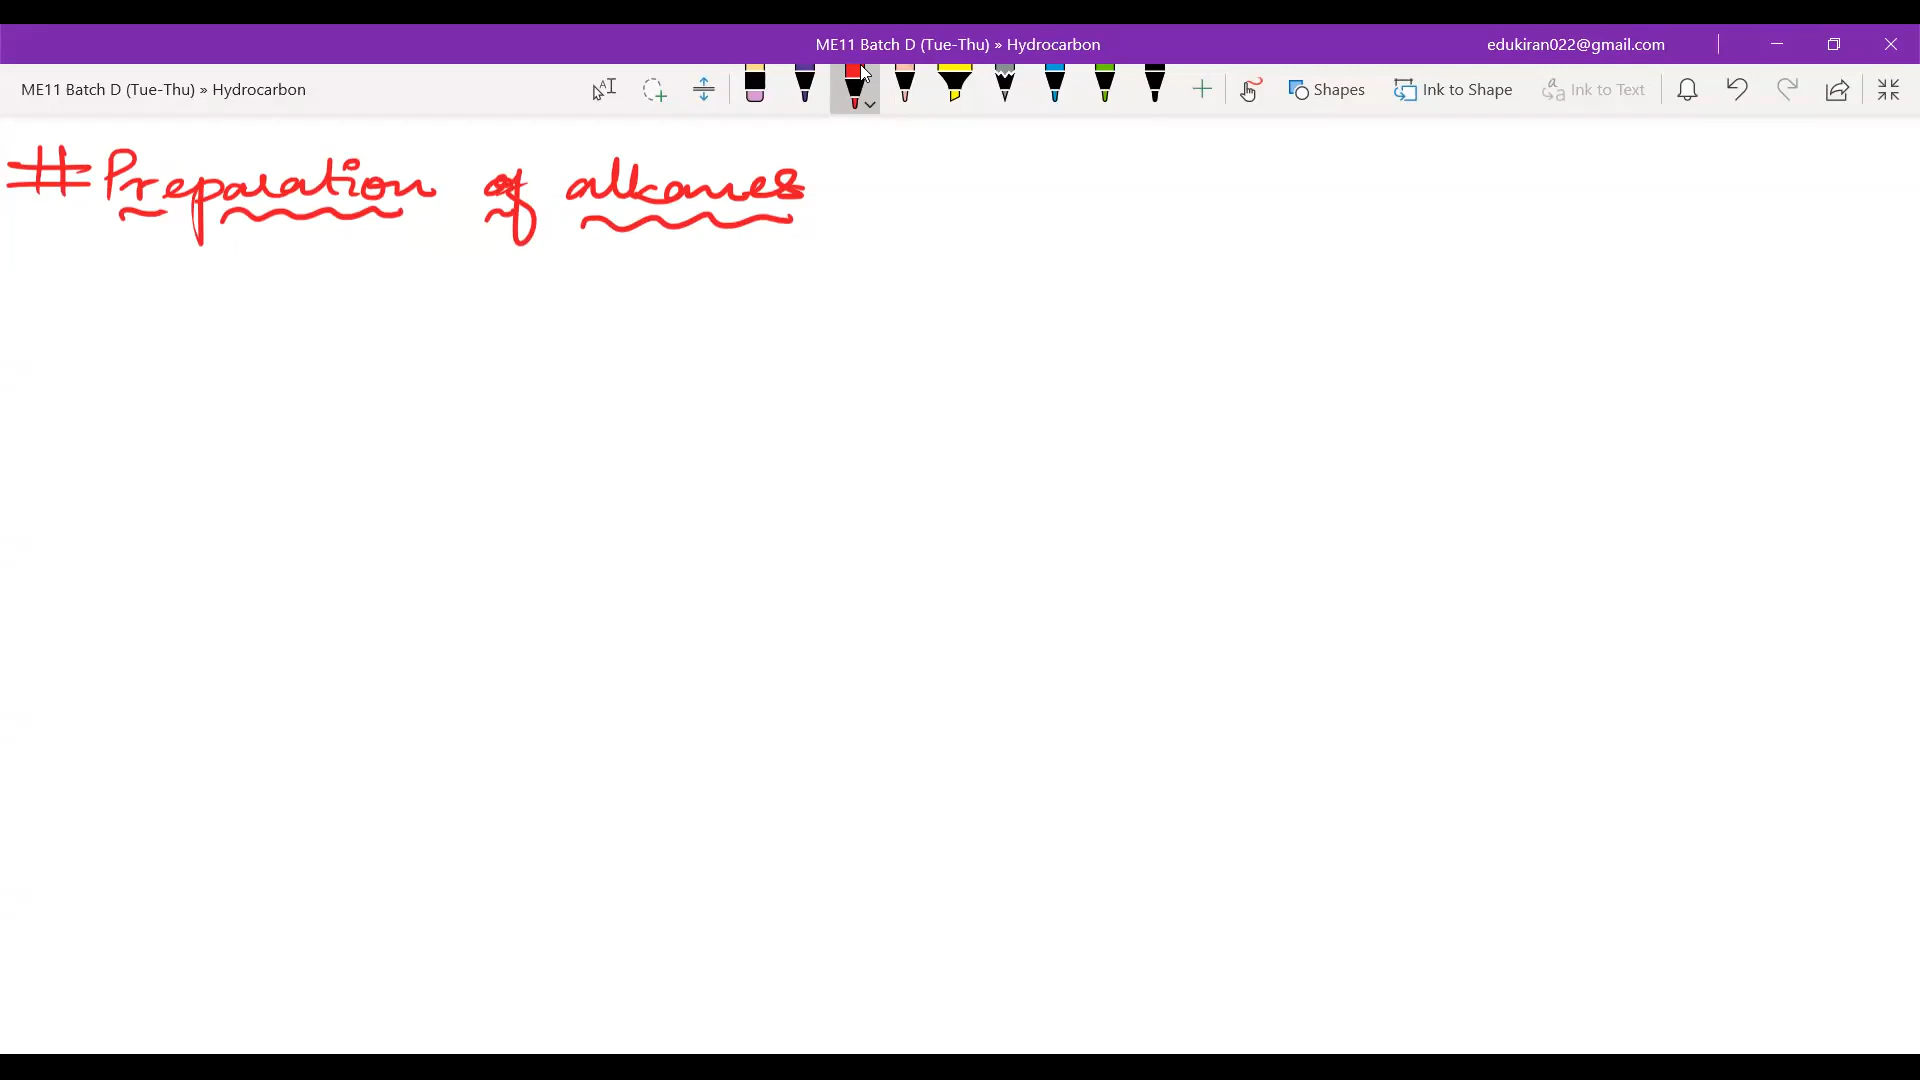 ME11 Batch D (Tue-Thu) » Hydrocarbon
edukiran022@gmail.com
ME11 Batch D (Tue-Thu) » Hydrocarbon
Shapes
Ink to Shape
Ink to Text
# Preparation of alkanes